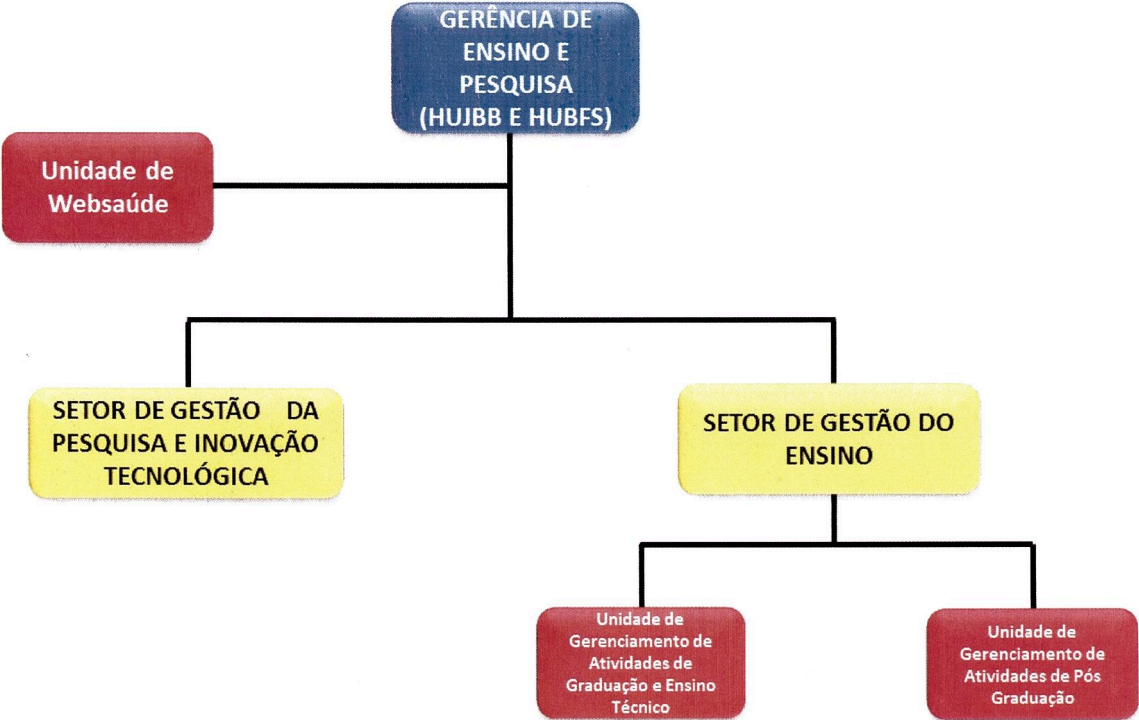 GERÊNCIA DE
ENSINO E
PESQUISA
(HUJBB E HUBFS)
Unidade de
Websaúde
SETOR DE GESTÃO DA
PESQUISA E INOVAÇÃO
TECNOLÓGICA
SETOR DE GESTÃO DO
ENSINO
Unidade de
Gerenciamento de
Atividades de
Graduação e Ensino
Técnico
Unidade de
Gerenciamento de
Atividades de Pós
Graduação